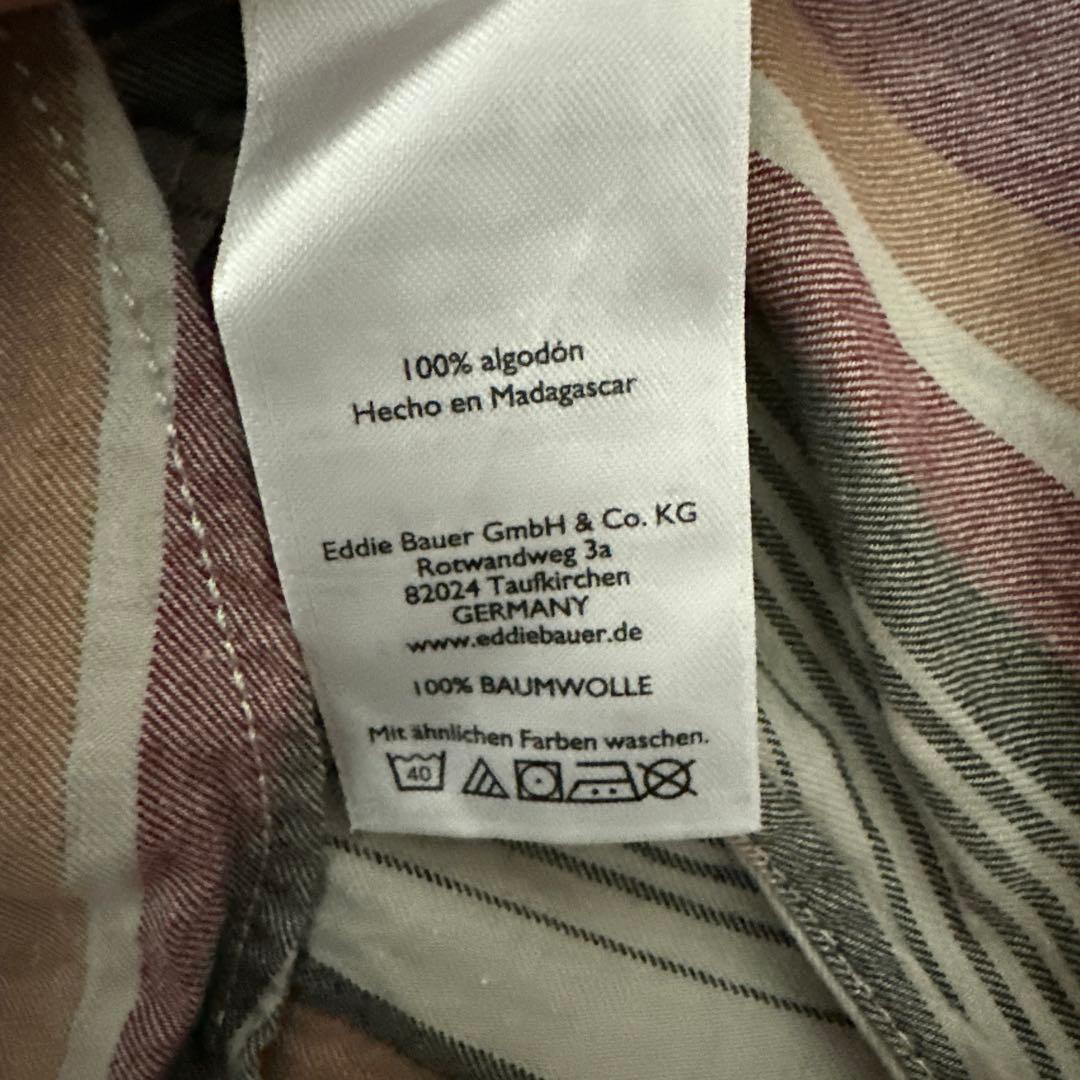 100% algodón
Hecho en Madagascar
Eddie Bauer GmbH & Co. KG
Rotwandweg 3a
82024 Taufkirchen
GERMANY
www.eddiebauer.de
100% BAUMWOLLE
Mit ähnlichen Farben waschen.
40